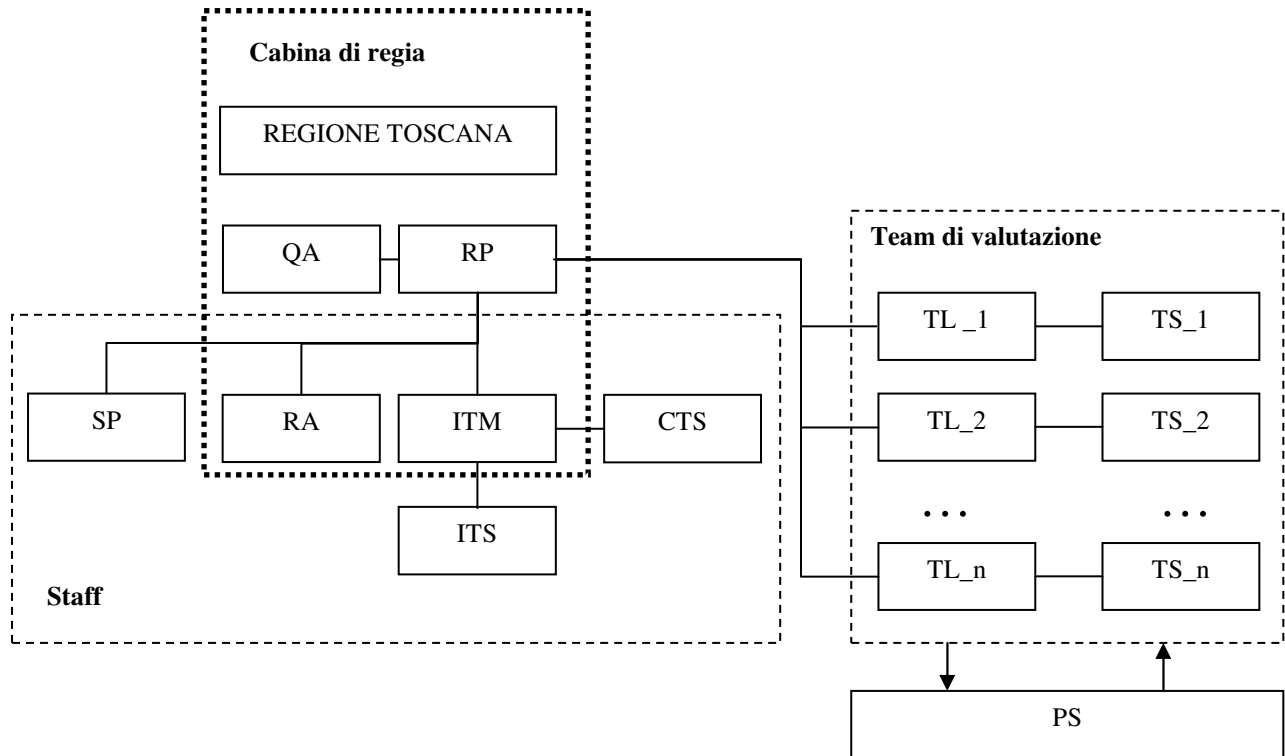 Cabina di regia
REGIONE TOSCANA
QA
RP
SP
RA
ITM
CTS
ITS
Staff
Team di valutazione
TL _1
TS_1
TL_2
TS_2
...
...
TL_n
TS_n
PS